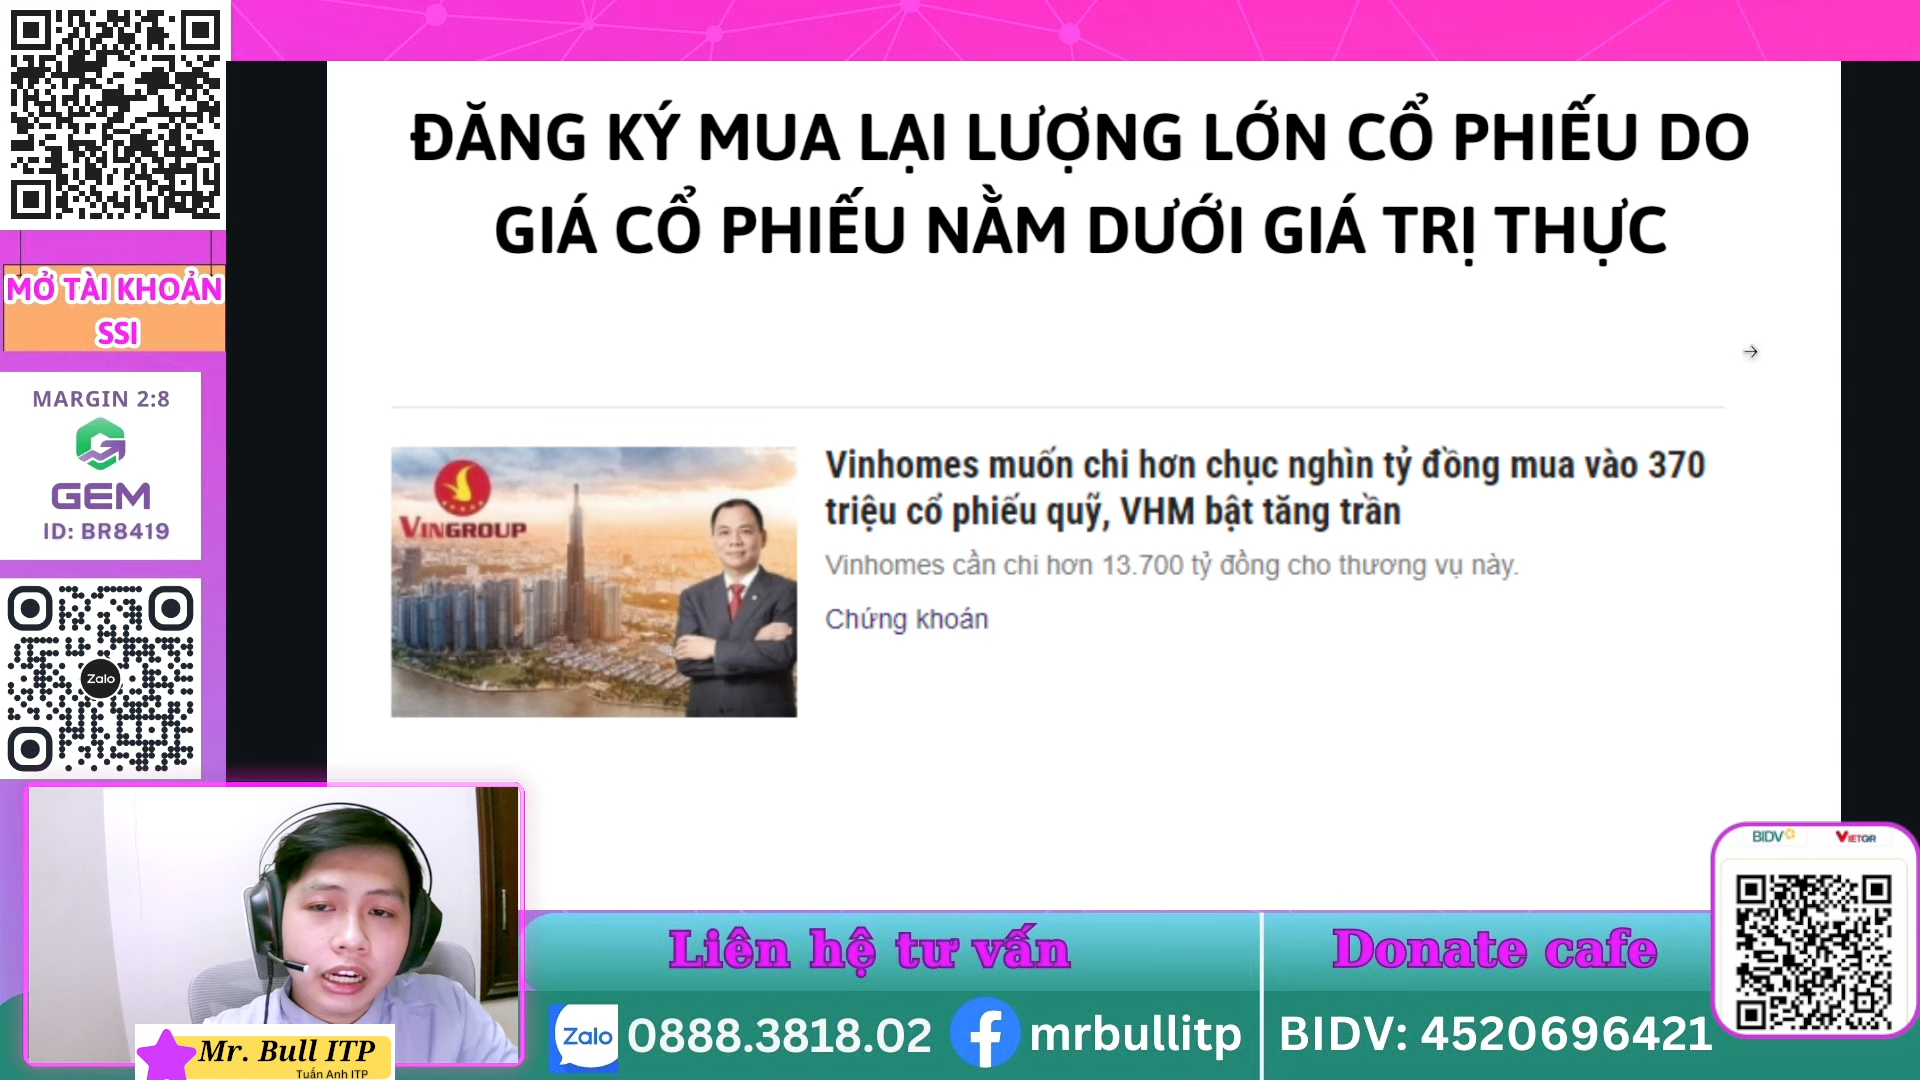 ĐĂNG KÝ MUA LẠI LƯỢNG LỚN CỔ PHIẾU DO
GIÁ CỔ PHIẾU NẰM DƯỚI GIÁ TRỊ THỰC
MỞ TÀI KHOẢN
SSI
MARGIN 2:8
GEM
ID: BR8419
Zalo
VINGROUP
Vinhomes muốn chi hơn chục nghìn tỷ đồng mua vào 370
triệu cổ phiếu quỹ, VHM bật tăng trần
Vinhomes cần chi hơn 13.700 tỷ đồng cho thương vụ này.
Chứng khoán
Mr. Bull ITP
Tuấn Anh ITP
Liên hệ tư vấn
Zalo 0888.3818.02 f mrbullitp
Donate cafe
BIDV: 4520696421
BIDV VIETQR